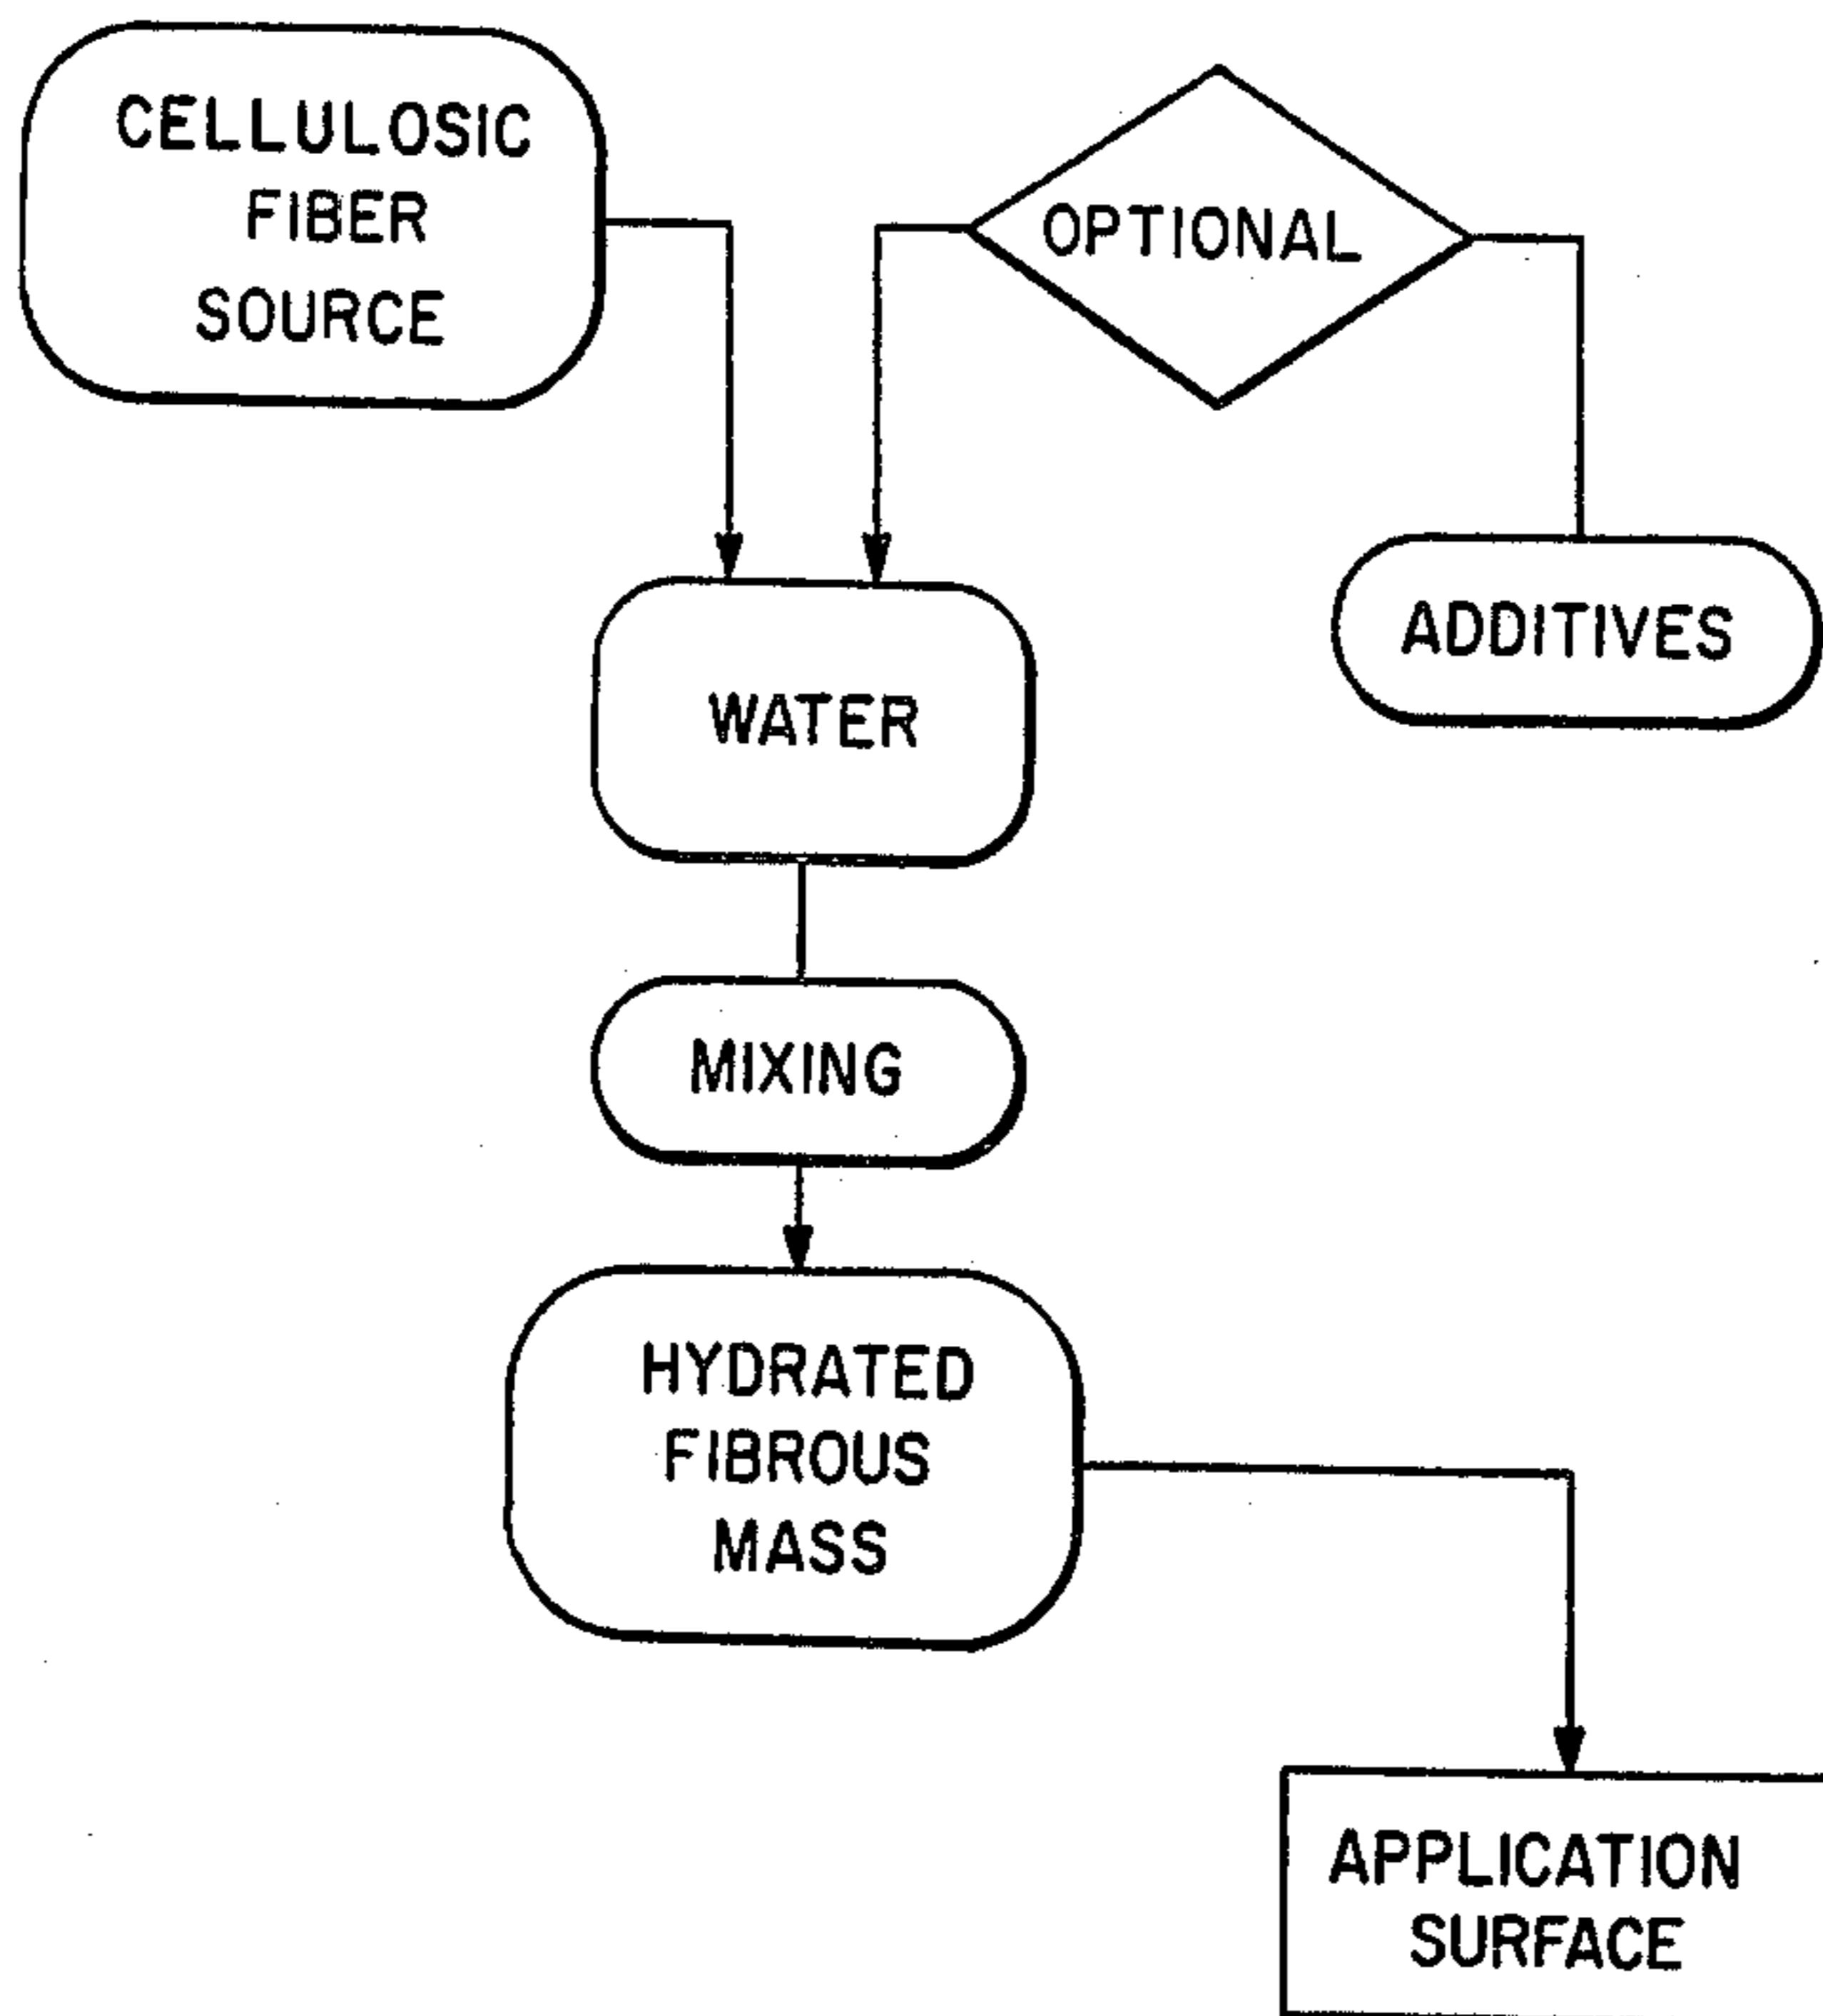 CELLULOSIC
FIBER
SOURCE
OPTIONAL
ADDITIVES
WATER
MIXING
HYDRATED
FIBROUS
MASS
APPLICATION
SURFACE